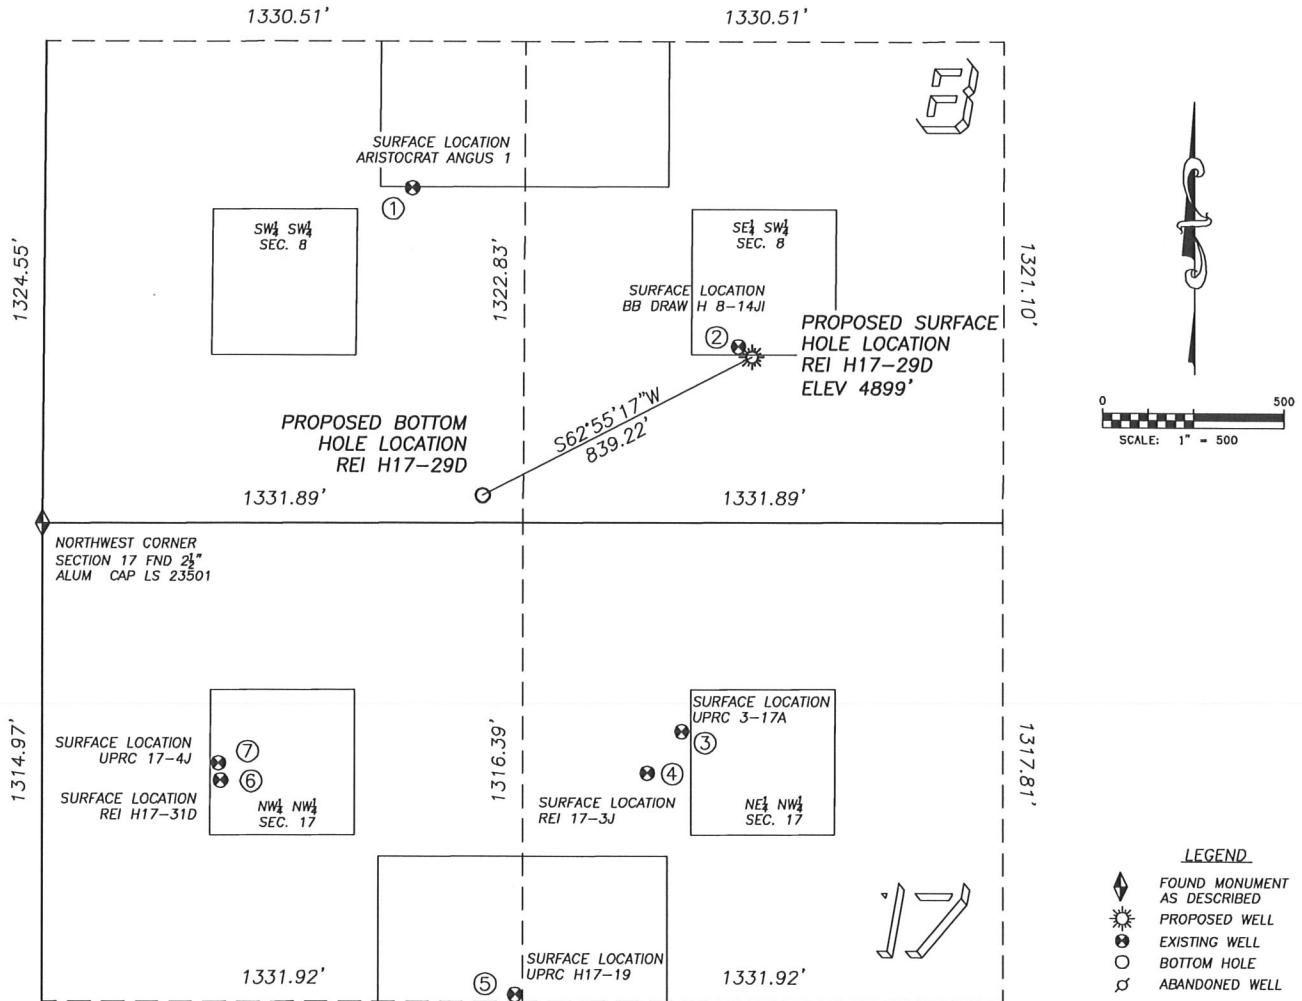 1330.51'
1330.51'
8
SURFACE LOCATION
ARISTOCRAT ANGUS 1
①
SW¼ SW¼
SEC. 8
1324.55'
1322.83'
SE¼ SW¼
SEC. 8
1321.10'
SURFACE LOCATION
BB DRAW H 8-14JI
②
PROPOSED SURFACE
HOLE LOCATION
REI H17-29D
ELEV 4899'
0
500
SCALE: 1" = 500
PROPOSED BOTTOM
HOLE LOCATION
REI H17-29D
S62°55'17"W
839.22'
1331.89'
1331.89'
NORTHWEST CORNER
SECTION 17 FND 2½"
ALUM CAP LS 23501
1314.97'
SURFACE LOCATION
UPRC 17-4J
⑦
SURFACE LOCATION
REI H17-31D
⑥
NW¼ NW¼
SEC. 17
1316.39'
SURFACE LOCATION
UPRC 3-17A
③
④
SURFACE LOCATION
REI 17-3J
NE¼ NW¼
SEC. 17
1317.81'
17
SURFACE LOCATION
UPRC H17-19
⑤
1331.92'
1331.92'
LEGEND
FOUND MONUMENT
AS DESCRIBED
PROPOSED WELL
EXISTING WELL
BOTTOM HOLE
ABANDONED WELL